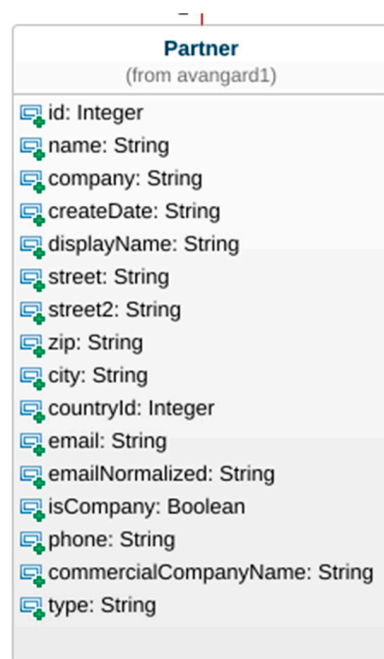 Partner
(from avangard1)
id: Integer
name: String
company: String
createDate: String
displayName: String
street: String
street2: String
zip: String
city: String
countryId: Integer
email: String
emailNormalized: String
isCompany: Boolean
phone: String
commercialCompanyName: String
type: String